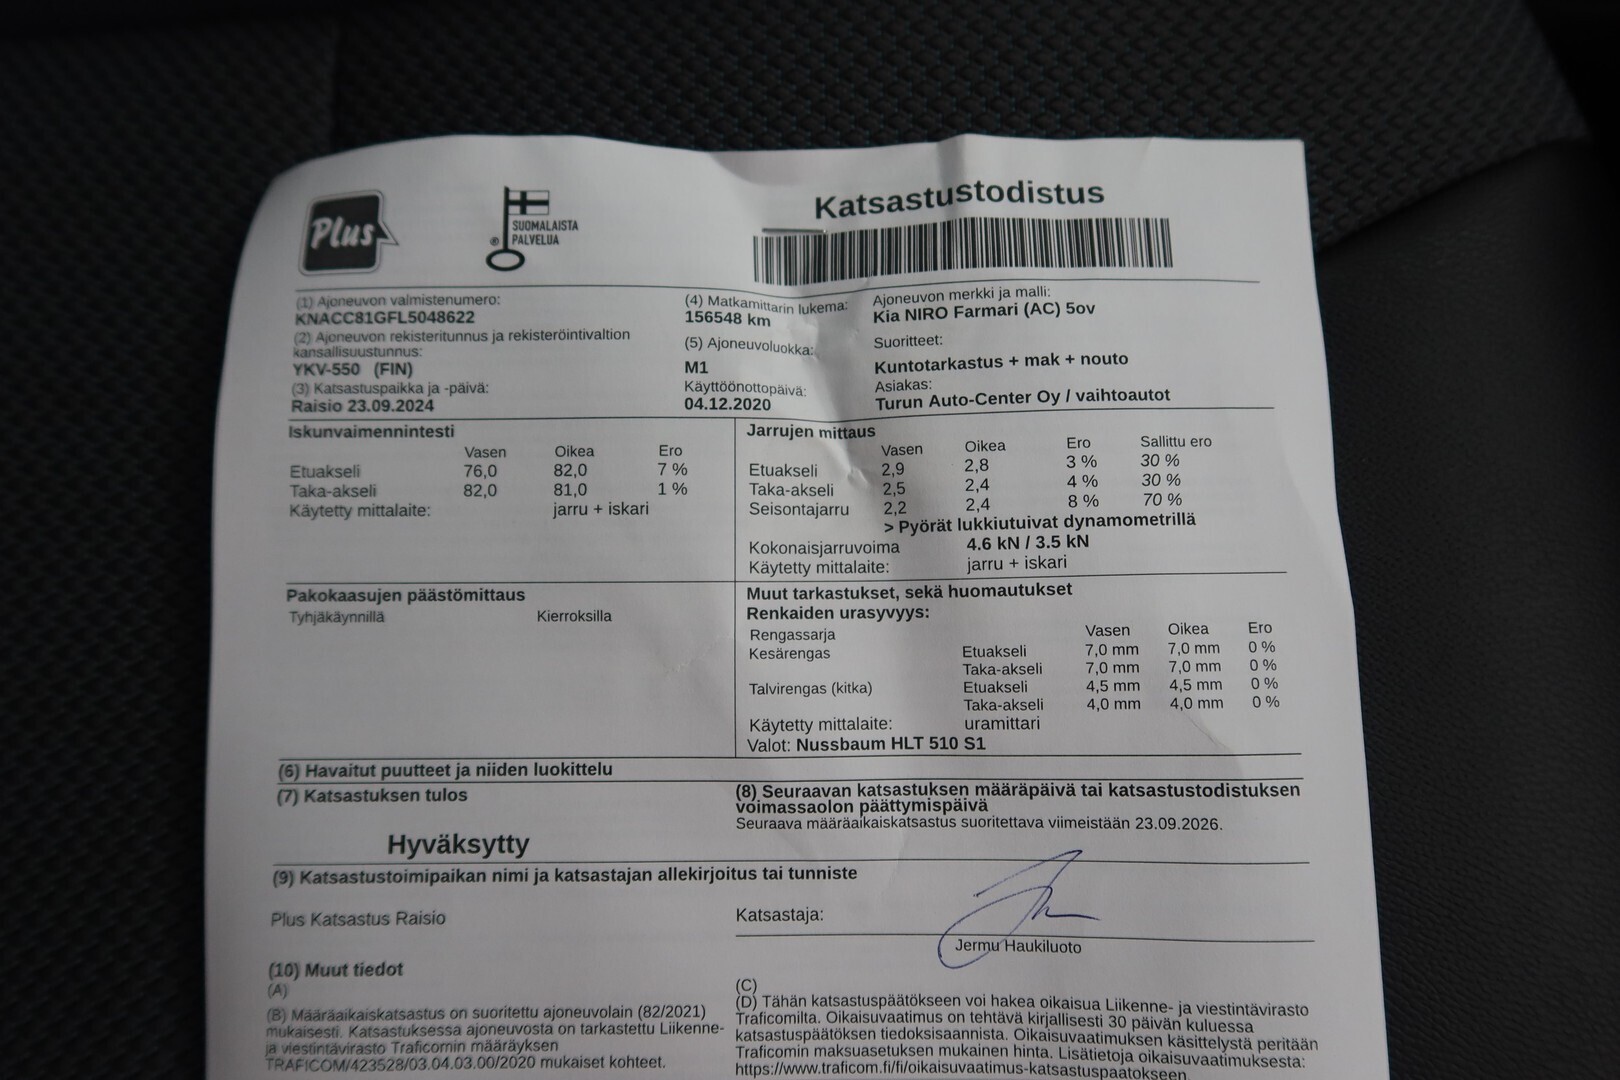 Plus
® SUOMALAISTA
PALVELUA
Katsastustodistus
(1) Ajoneuvon valmistenumero:
KNACC81GFL5048622
(2) Ajoneuvon rekisteritunnus ja rekisteröintivaltion
kansallisuustunnus:
YKV-550 (FIN)
(3) Katsastuspaikka ja -päivä:
Raisio 23.09.2024
(4) Matkamittarin lukema:
156548 km
(5) Ajoneuvoluokka:
M1
Käyttöönottopäivä:
04.12.2020
Ajoneuvon merkki ja malli:
Kia NIRO Farmari (AC) 5ov
Suoritteet:
Kuntotarkastus + mak + nouto
Asiakas:
Turun Auto-Center Oy / vaihtoautot
Iskunvaimennintesti
Vasen Oikea Ero
Etuakseli 76,0 82,0 7 %
Taka-akseli 82,0 81,0 1 %
Käytetty mittalaite: jarru + iskari
Jarrujen mittaus
Vasen Oikea Ero Sallittu ero
Etuakseli 2,9 2,8 3 % 30 %
Taka-akseli 2,5 2,4 4 % 30 %
Seisontajarru 2,2 2,4 8 % 70 %
> Pyörät lukkiutuivat dynamometrillä
Kokonaisjarruvoima 4.6 kN / 3.5 kN
Käytetty mittalaite: jarru + iskari
Pakokaasujen päästömittaus
Tyhjäkäynnillä Kierroksilla
Muut tarkastukset, sekä huomautukset
Renkaiden urasyvyys:
Rengassarja Vasen Oikea Ero
Kesärengas Etuakseli 7,0 mm 7,0 mm 0 %
Taka-akseli 7,0 mm 7,0 mm 0 %
Talvirengas (kitka) Etuakseli 4,5 mm 4,5 mm 0 %
Taka-akseli 4,0 mm 4,0 mm 0 %
Käytetty mittalaite: uramittari
Valot: Nussbaum HLT 510 S1
(6) Havaitut puutteet ja niiden luokittelu
(7) Katsastuksen tulos
Hyväksytty
(8) Seuraavan katsastuksen määräpäivä tai katsastustodistuksen
voimassaolon päättymispäivä
Seuraava määräaikaiskatsastus suoritettava viimeistään 23.09.2026.
(9) Katsastustoimipaikan nimi ja katsastajan allekirjoitus tai tunniste
Plus Katsastus Raisio
Katsastaja:
Jermu Haukiluoto
(10) Muut tiedot
(A)
(B) Määräaikaiskatsastus on suoritettu ajoneuvolain (82/2021)
mukaisesti. Katsastuksessa ajoneuvosta on tarkastettu Liikenne-
ja viestintävirasto Traficomin määräyksen
TRAFICOM/423528/03.04.03.00/2020 mukaiset kohteet.
(C)
(D) Tähän katsastuspäätökseen voi hakea oikaisua Liikenne- ja viestintävirasto
Traficomilta. Oikaisuvaatimus on tehtävä kirjallisesti 30 päivän kuluessa
katsastuspäätöksen tiedoksisaannista. Oikaisuvaatimuksen käsittelystä peritään
Traficomin maksuasetuksen mukainen hinta. Lisätietoja oikaisuvaatimuksesta:
https://www.traficom.fi/fi/oikaisuvaatimus-katsastuspaatokseen